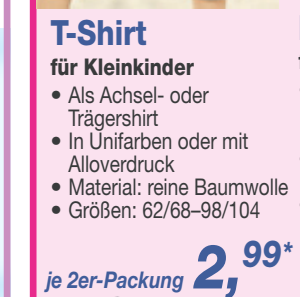 T-Shirt
für Kleinkinder
• Als Achsel- oder
Trägershirt
• In Unifarben oder mit
Alloverdruck
• Material: reine Baumwolle
• Größen: 62/68–98/104
je 2er-Packung 2,99*